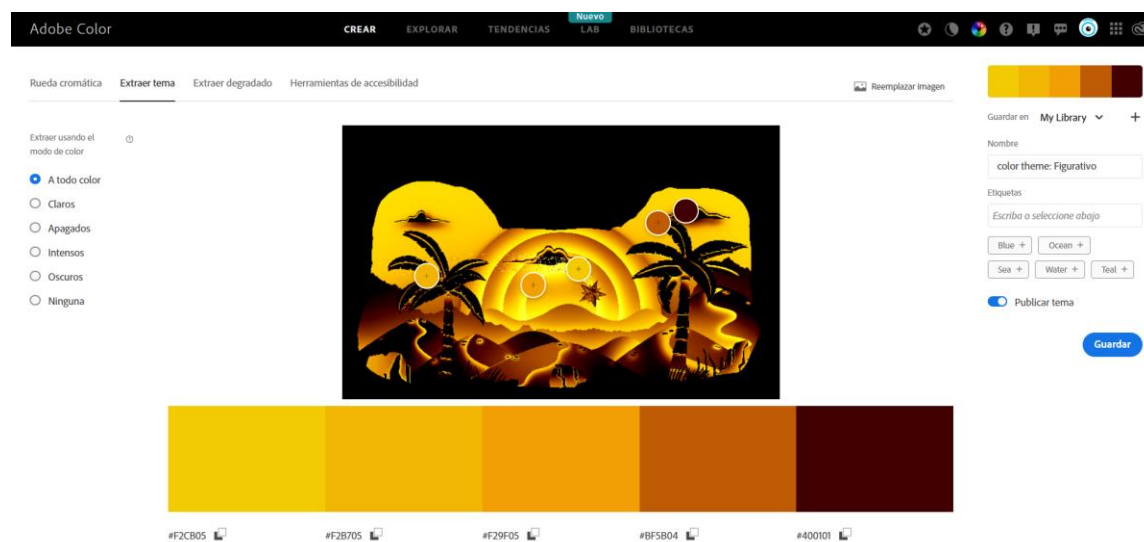 Adobe Color
CREAR EXPLORAR TENDENCIAS Nuevo LAB BIBLIOTECAS
Rueda cromática Extraer tema Extraer degradado Herramientas de accesibilidad
Reemplazar imagen
Extraer usando el
modo de color
A todo color
Claros
Apagados
Intensos
Oscuros
Ninguna
Guardar en My Library
Nombre
color theme: Figurativo
Etiquetas
Escriba o seleccione abajo
Blue + Ocean +
Sea + Water + Teal +
Publicar tema
Guardar
#F2CB05 #F2B705 #F29F05 #BF5B04 #400101